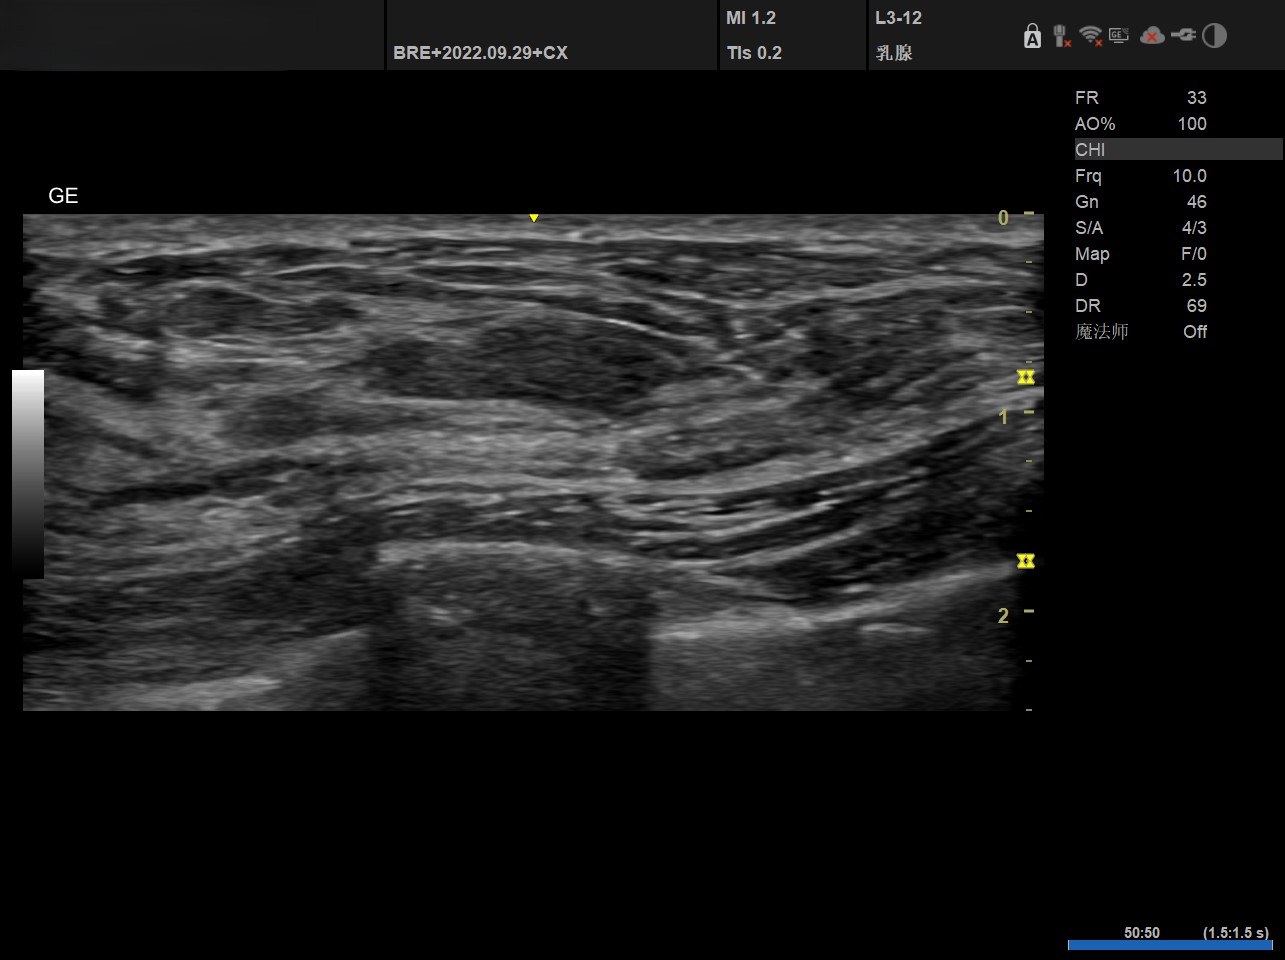 MI 1.2
L3-12
BRE+2022.09.29+CX
TIs 0.2
乳腺
FR 33
AO% 100
CHI
Frq 10.0
Gn 46
S/A 4/3
Map F/0
D 2.5
DR 69
魔法师 Off
GE
0
1
2
50:50 (1.5:1.5 s)